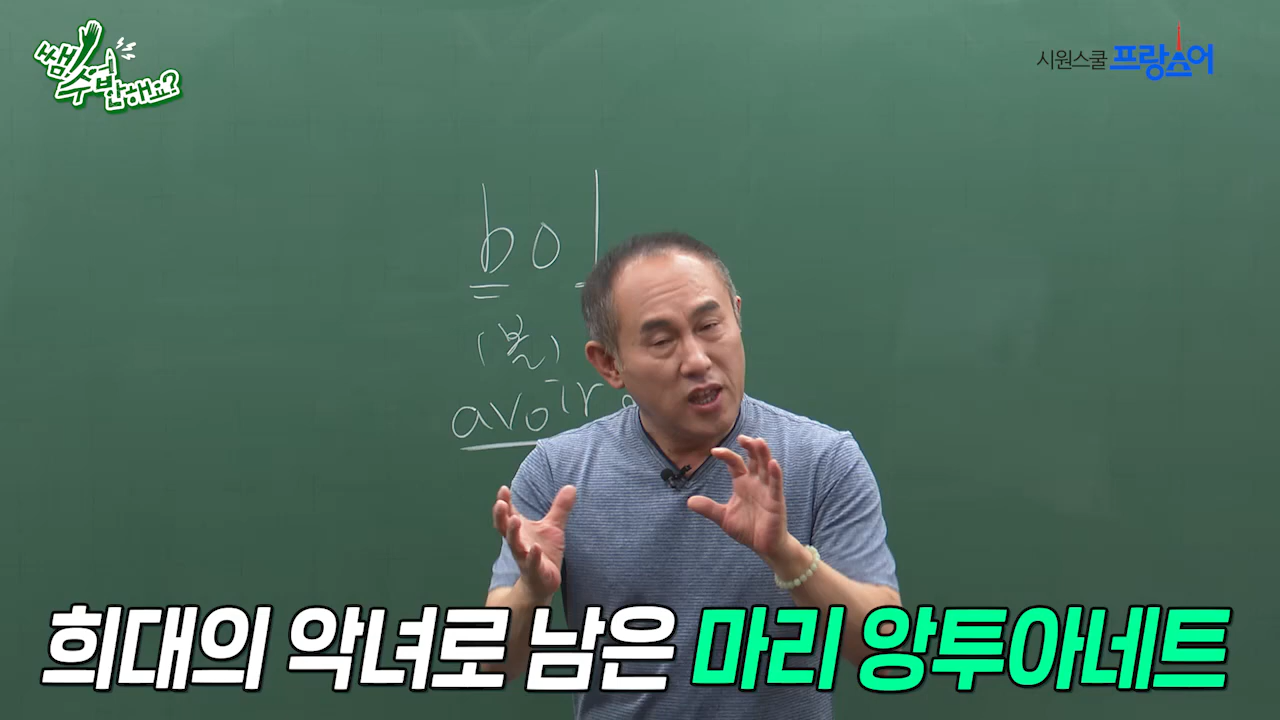 쌤 수업 안해요?
시원스쿨 프랑스어
bol
(볼)
avoir
희대의 악녀로 남은 마리 앙투아네트